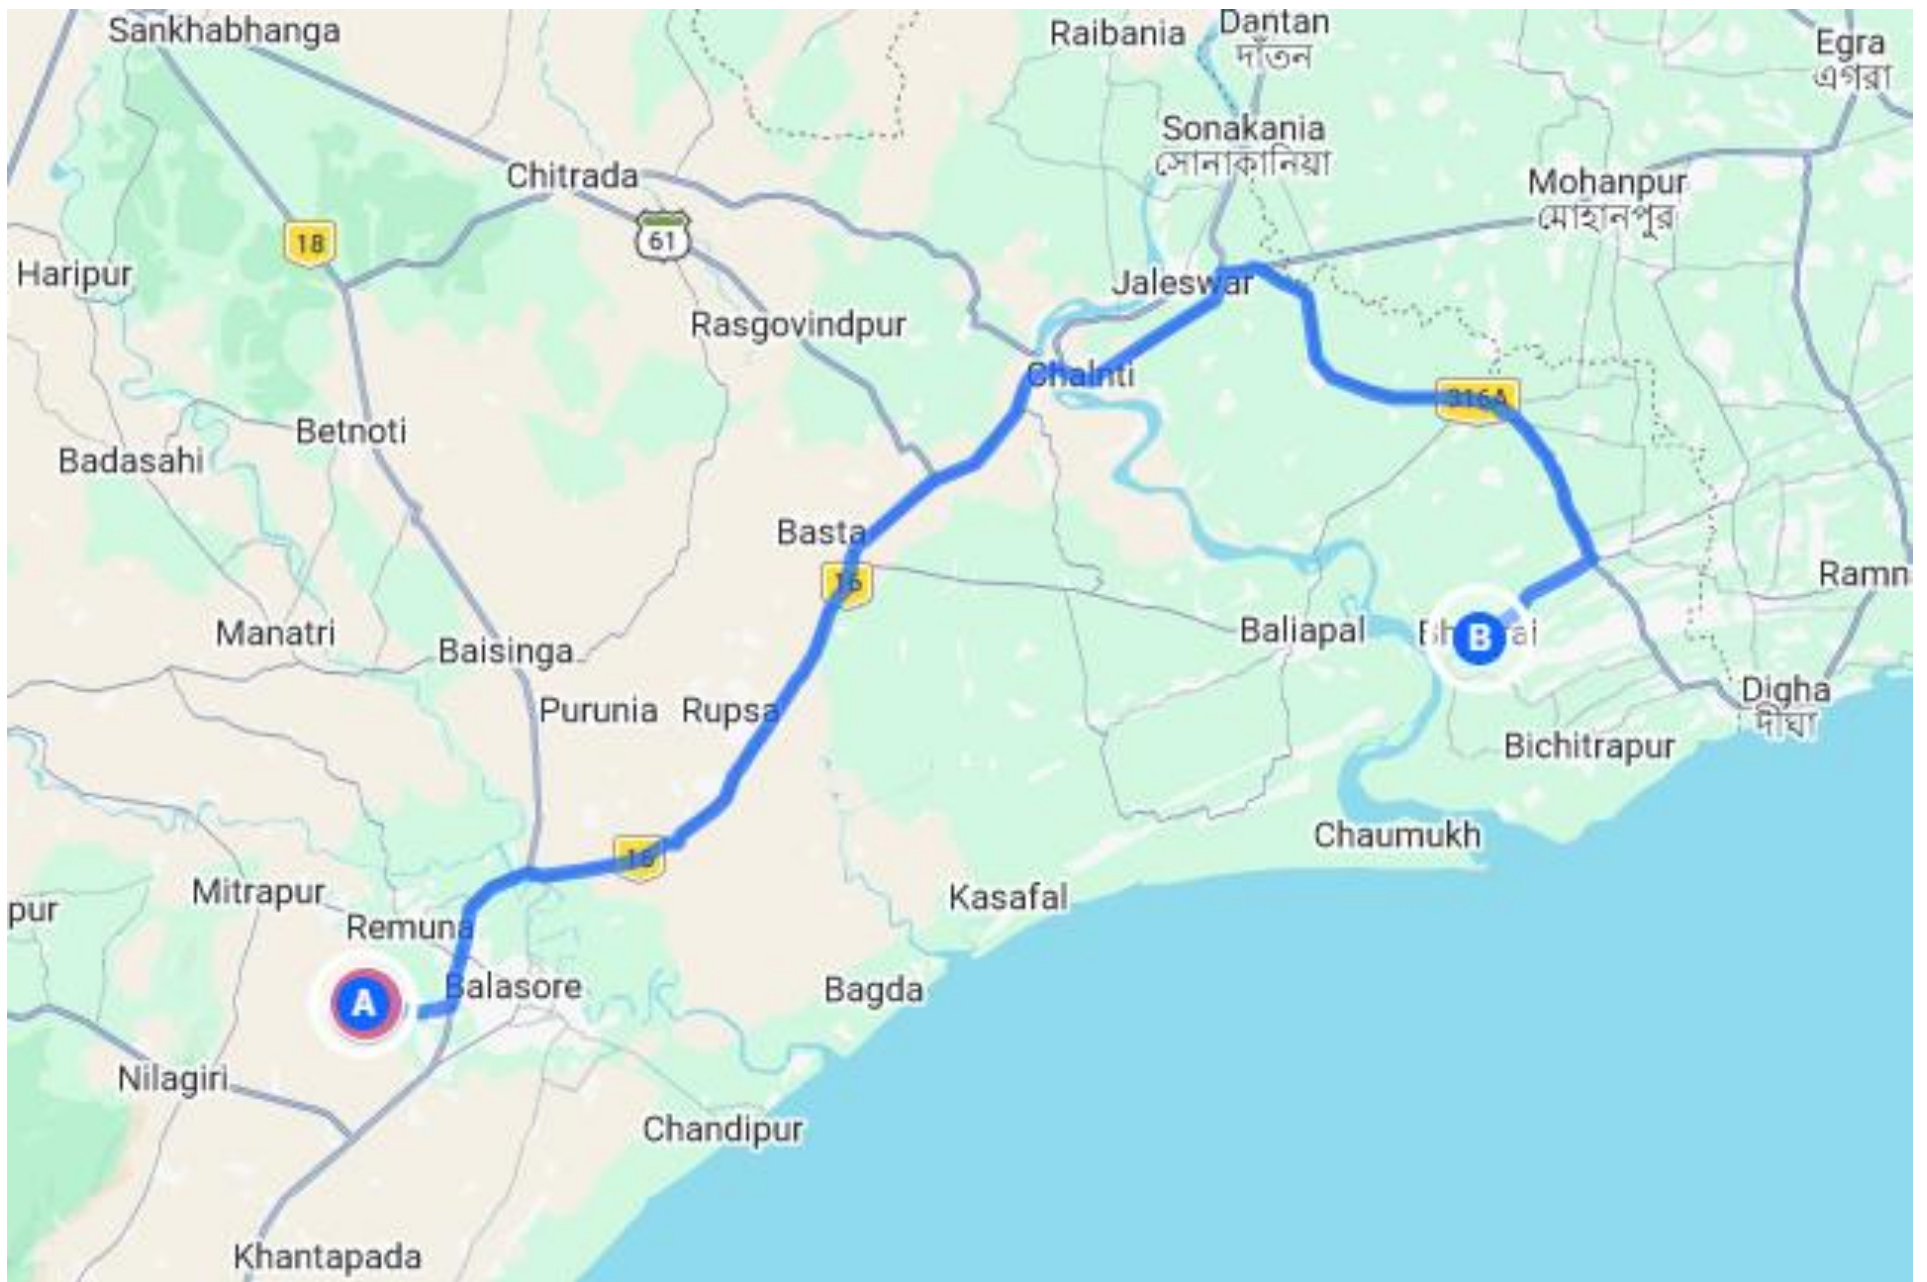 Sankhabhanga
Raibania
Dantan
দাঁতন
Egra
এগরা
Sonakania
সোনাকানিয়া
Chitrada
Mohanpur
মোহানপুর
18
61
Haripur
Jaleswar
Rasgovindpur
Chalnti
316A
Betnoti
Badasahi
Basta
16
Ramn
Manatri
Baisinga
Baliapal
B
Purunia
Rupsa
Digha
দীঘা
Bichitrapur
Chaumukh
16
Mitrapur
Kasafal
pur
Remuna
Balasore
Bagda
A
Nilagiri
Chandipur
Khantapada